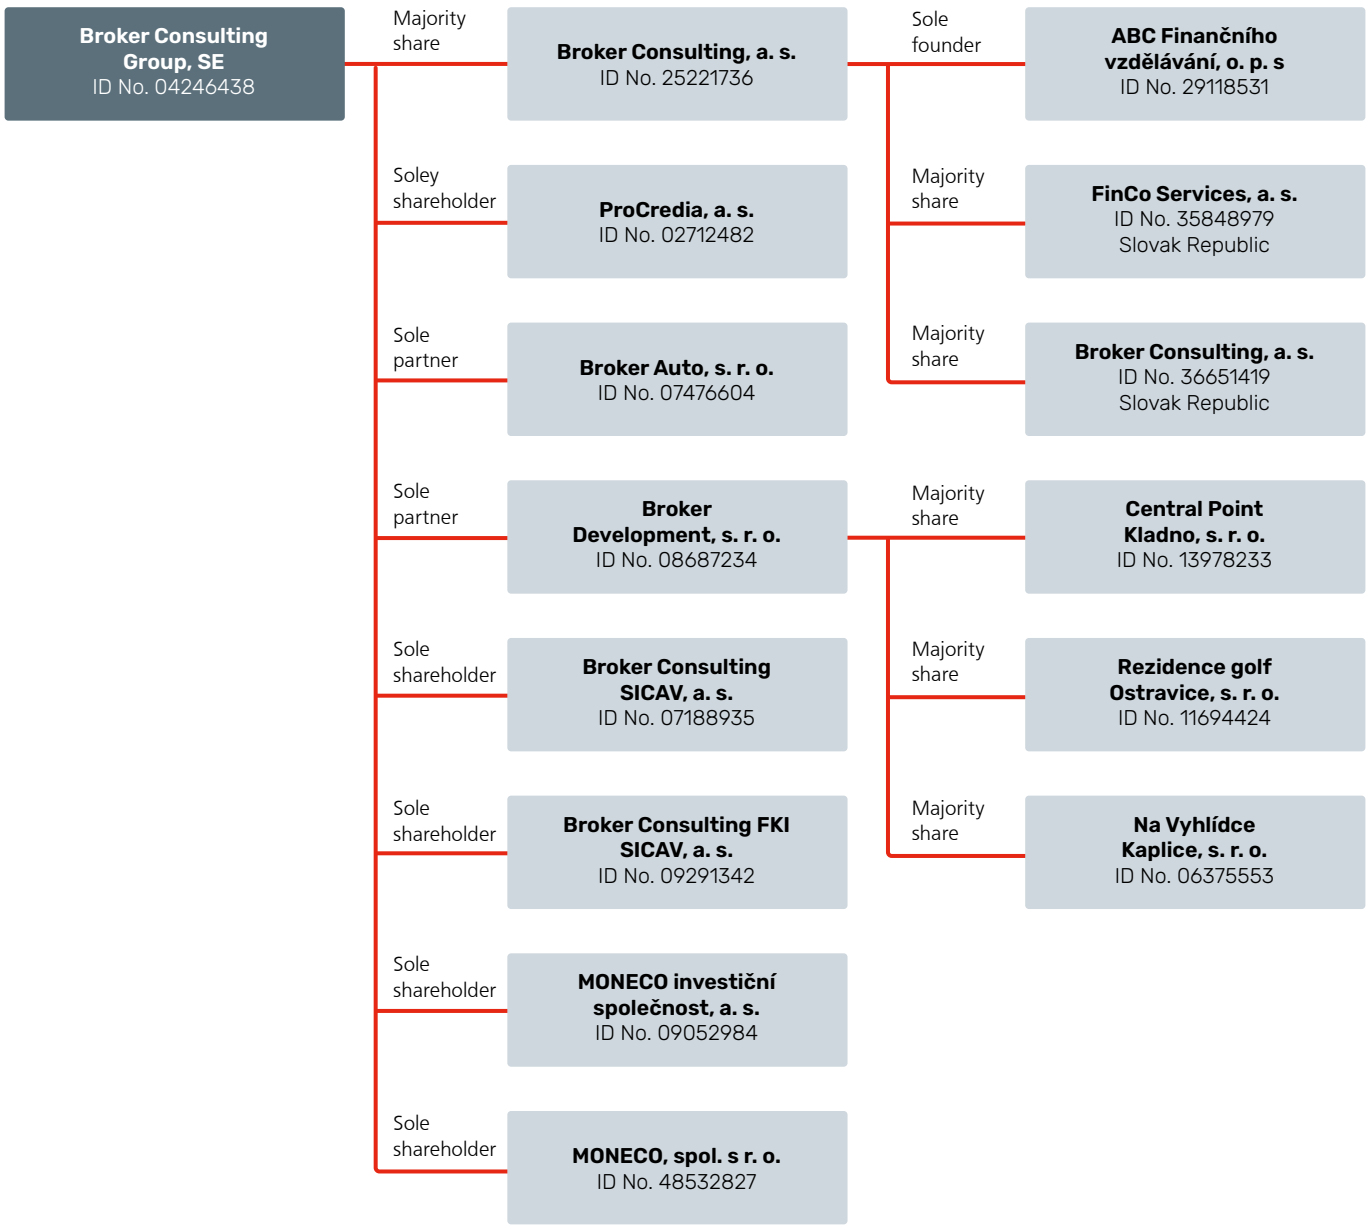 Broker Consulting
Group, SE
ID No. 04246438
Majority
share
Broker Consulting, a. s.
ID No. 25221736
Sole
founder
ABC Finančního
vzdělávání, o. p. s
ID No. 29118531
Soley
shareholder
ProCredia, a. s.
ID No. 02712482
Majority
share
FinCo Services, a. s.
ID No. 35848979
Slovak Republic
Sole
partner
Broker Auto, s. r. o.
ID No. 07476604
Majority
share
Broker Consulting, a. s.
ID No. 36651419
Slovak Republic
Sole
partner
Broker
Development, s. r. o.
ID No. 08687234
Majority
share
Central Point
Kladno, s. r. o.
ID No. 13978233
Sole
shareholder
Broker Consulting
SICAV, a. s.
ID No. 07188935
Majority
share
Rezidence golf
Ostravice, s. r. o.
ID No. 11694424
Sole
shareholder
Broker Consulting FKI
SICAV, a. s.
ID No. 09291342
Majority
share
Na Vyhlídce
Kaplice, s. r. o.
ID No. 06375553
Sole
shareholder
MONECO investiční
společnost, a. s.
ID No. 09052984
Sole
shareholder
MONECO, spol. s r. o.
ID No. 48532827